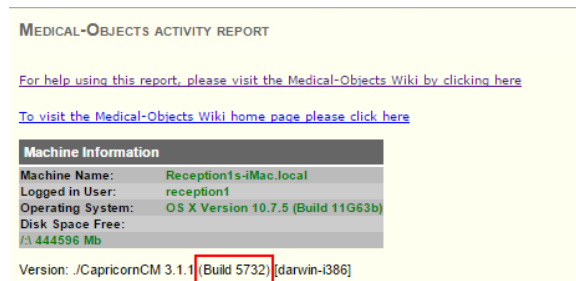 MEDICAL-OBJECTS ACTIVITY REPORT
For help using this report, please visit the Medical-Objects Wiki by clicking here
To visit the Medical-Objects Wiki home page please click here
Machine Information
Machine Name: Reception1s-iMac.local
Logged in User: reception1
Operating System: OS X Version 10.7.5 (Build 11G63b)
Disk Space Free:
/:\ 444596 Mb
Version: ./CapricornCM 3.1.1 (Build 5732) [darwin-i386]